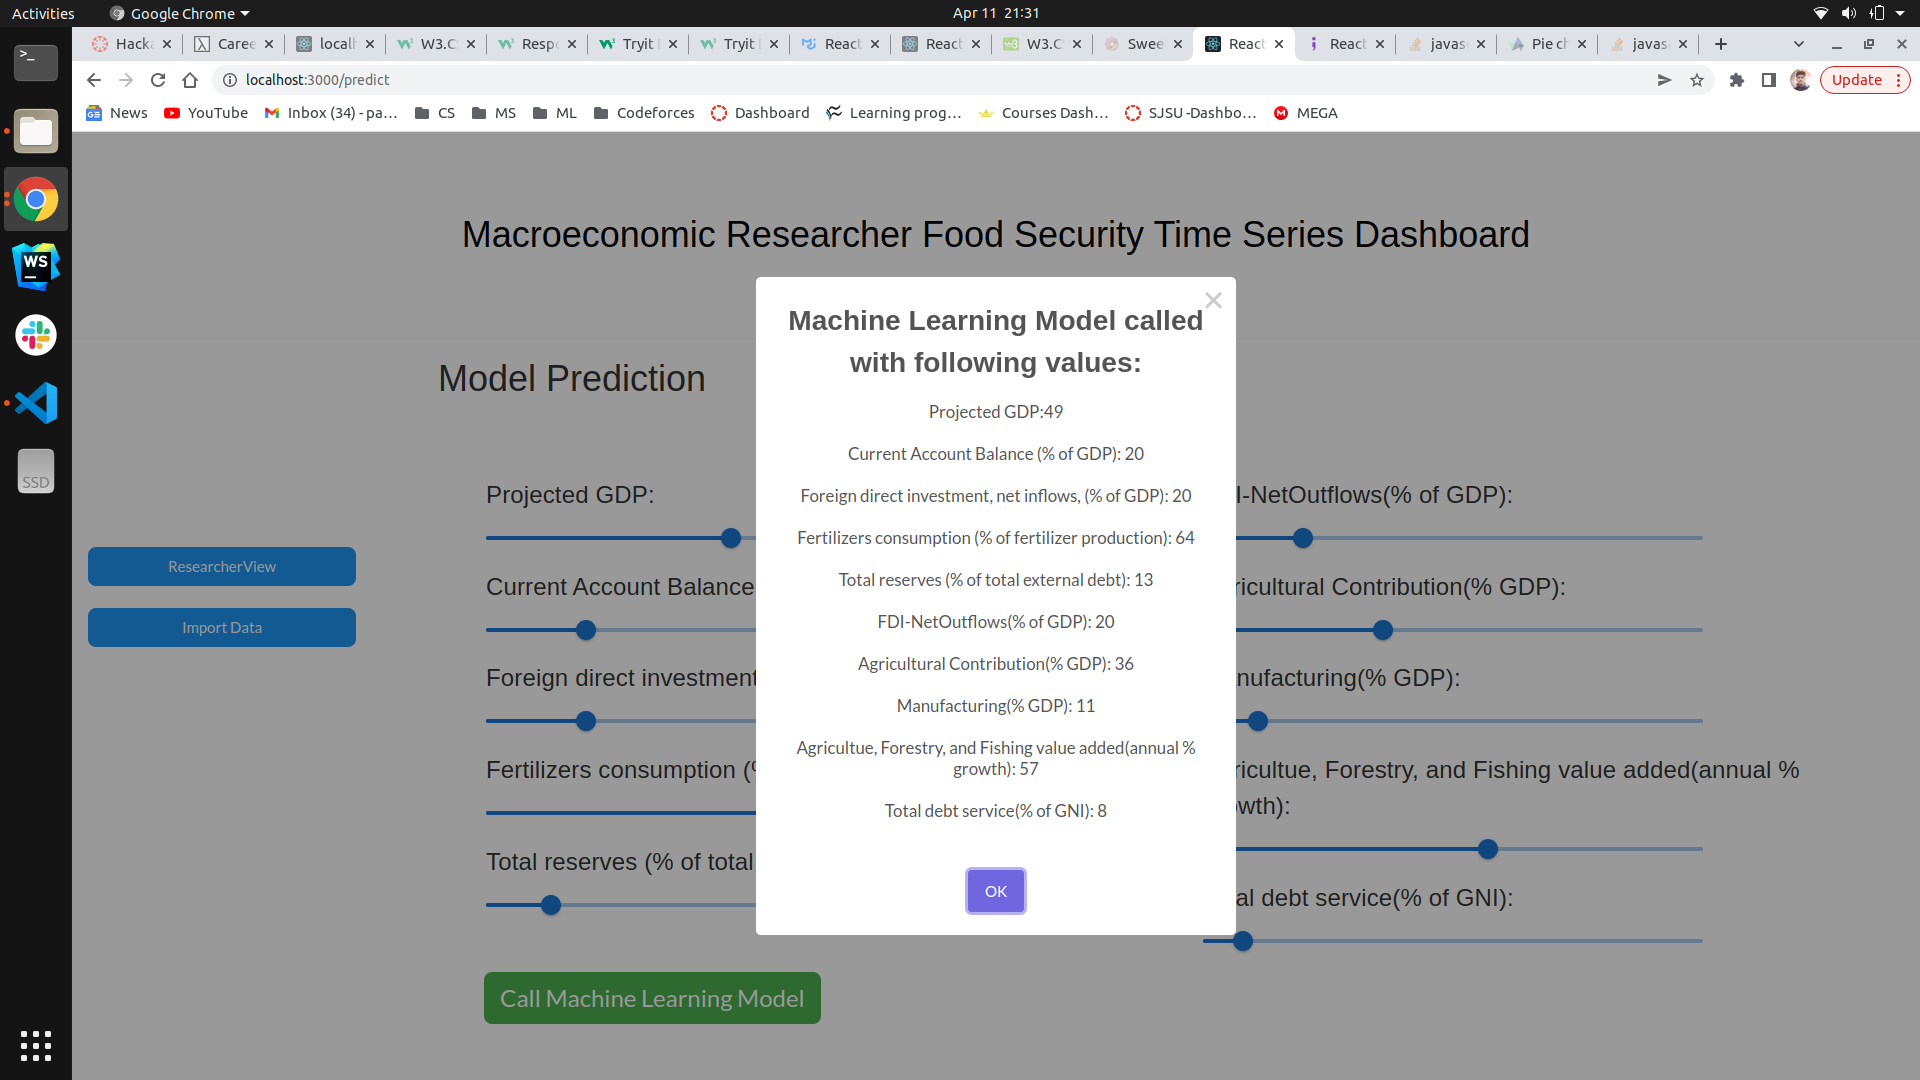 Activities
Google Chrome
Apr 11 21:31
Hacka
Caree
localh
W3.C
Respo
Tryit
Tryit
React
React
W3.C
Swee
React
React
javas
Pie ch
javas
localhost:3000/predict
Update
News
YouTube
Inbox (34) - pa...
CS
MS
ML
Codeforces
Dashboard
Learning prog...
Courses Dash...
SJSU -Dashbo...
MEGA
WS
SSD
Macroeconomic Researcher Food Security Time Series Dashboard
Model Prediction
ResearcherView
Import Data
Projected GDP:
Current Account Balance
Foreign direct investment
Fertilizers consumption (%
Total reserves (% of total
Call Machine Learning Model
Machine Learning Model called
with following values:
Projected GDP:49
Current Account Balance (% of GDP): 20
Foreign direct investment, net inflows, (% of GDP): 20
Fertilizers consumption (% of fertilizer production): 64
Total reserves (% of total external debt): 13
FDI-NetOutflows(% of GDP): 20
Agricultural Contribution(% GDP): 36
Manufacturing(% GDP): 11
Agricultue, Forestry, and Fishing value added(annual %
growth): 57
Total debt service(% of GNI): 8
OK
I-NetOutflows(% of GDP):
ricultural Contribution(% GDP):
nufacturing(% GDP):
ricultue, Forestry, and Fishing value added(annual %
owth):
al debt service(% of GNI):